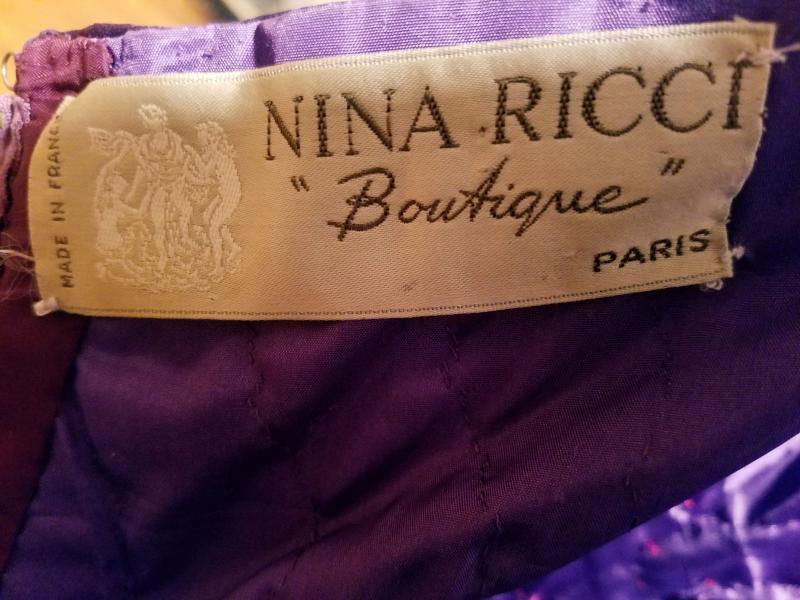 MADE IN FRANCE
NINA RICCI
"Boutique"
PARIS